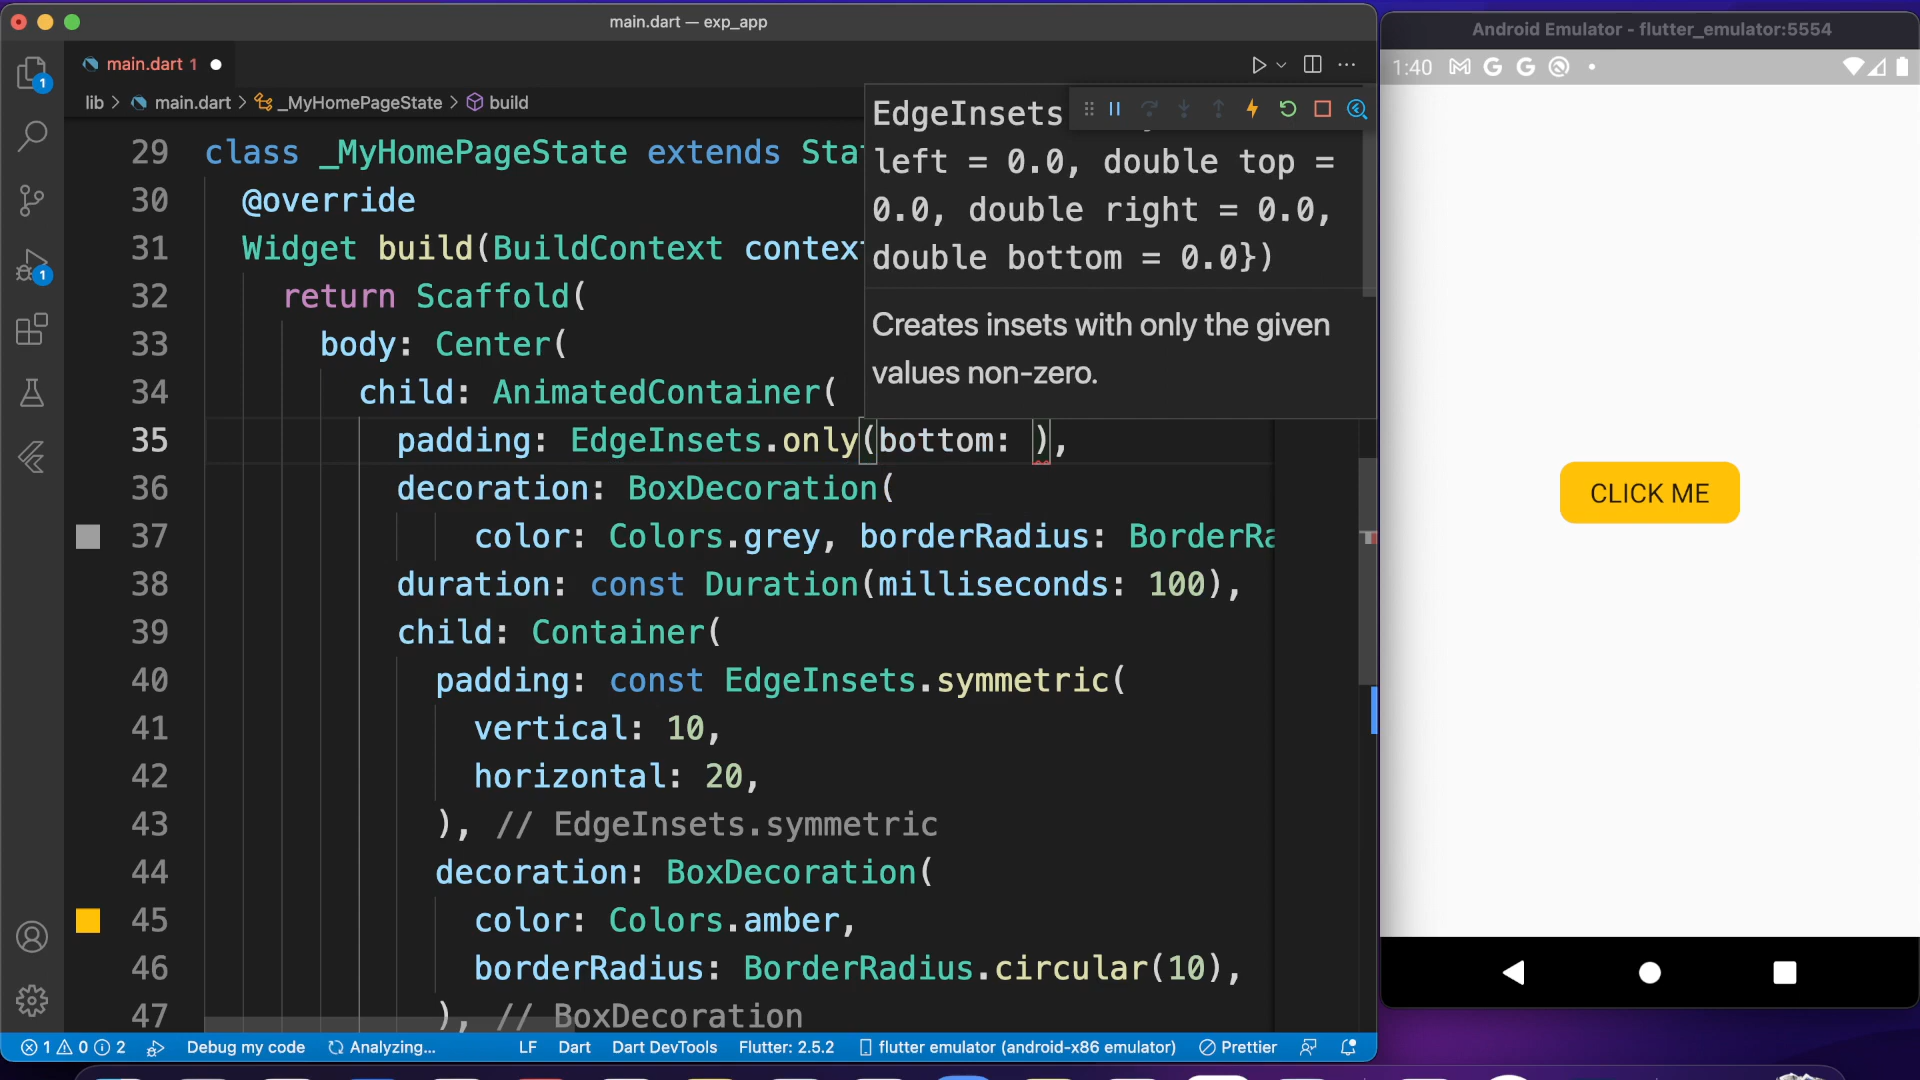 main.dart — exp_app
main.dart 1
lib > main.dart > _MyHomePageState > build
29 class _MyHomePageState extends Sta
30 @override
31 Widget build(BuildContext contex
32 return Scaffold(
33 body: Center(
34 child: AnimatedContainer(
35 padding: EdgeInsets.only(bottom: ),
36 decoration: BoxDecoration(
37 color: Colors.grey, borderRadius: BorderRa
38 duration: const Duration(milliseconds: 100),
39 child: Container(
40 padding: const EdgeInsets.symmetric(
41 vertical: 10,
42 horizontal: 20,
43 ), // EdgeInsets.symmetric
44 decoration: BoxDecoration(
45 color: Colors.amber,
46 borderRadius: BorderRadius.circular(10),
47 ), // BoxDecoration
EdgeInsets
left = 0.0, double top =
0.0, double right = 0.0,
double bottom = 0.0})
Creates insets with only the given
values non-zero.
1
1
1 0 2 Debug my code Analyzing... LF Dart Dart DevTools Flutter: 2.5.2 flutter emulator (android-x86 emulator) Prettier
Android Emulator - flutter_emulator:5554
1:40
CLICK ME